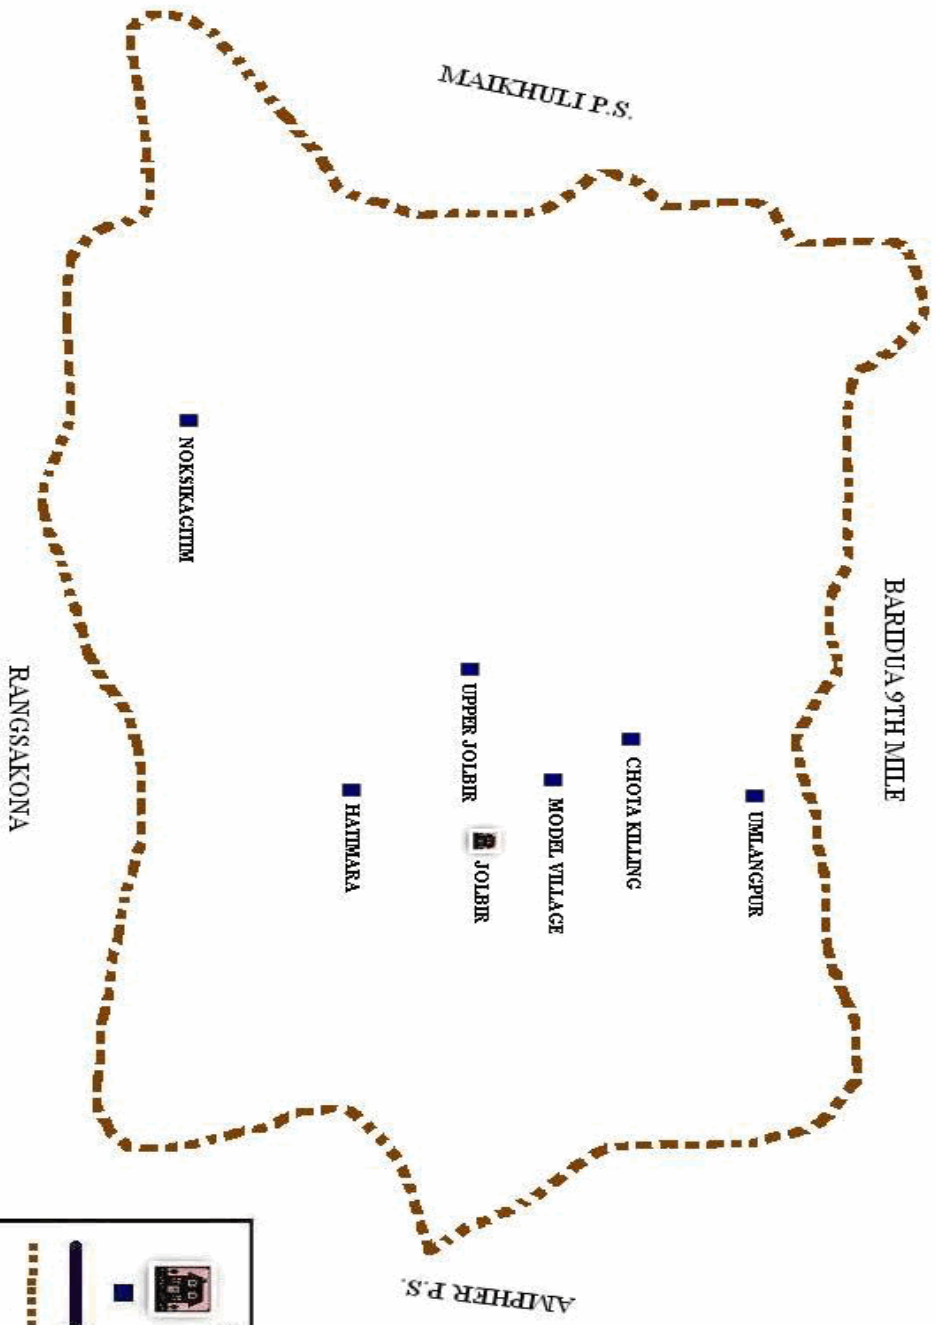 BARIDUA 9TH MILE
MAIKHULI P.S.
UMLANGPUR
CHOTA KILLING
MODEL VILLAGE
UPPER JOLBIR
JOLBIR
HATIMARA
NOKSIKAGITIM
AMPHER P.S.
RANGSAKONA